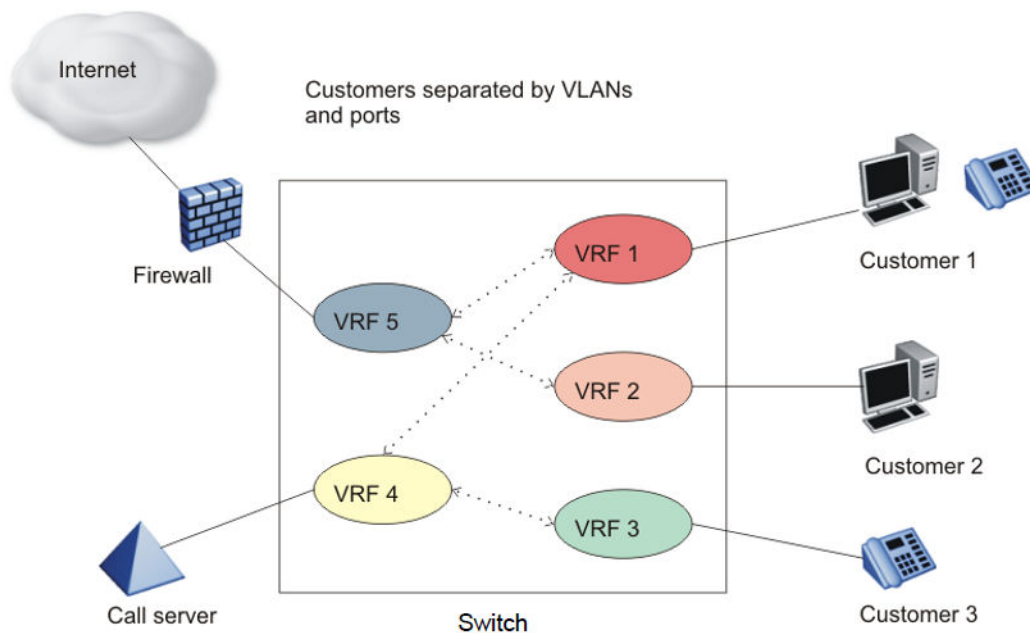 Internet
Customers separated by VLANs
and ports
Firewall
VRF 1
Customer 1
VRF 5
VRF 2
Customer 2
VRF 4
VRF 3
Call server
Switch
Customer 3